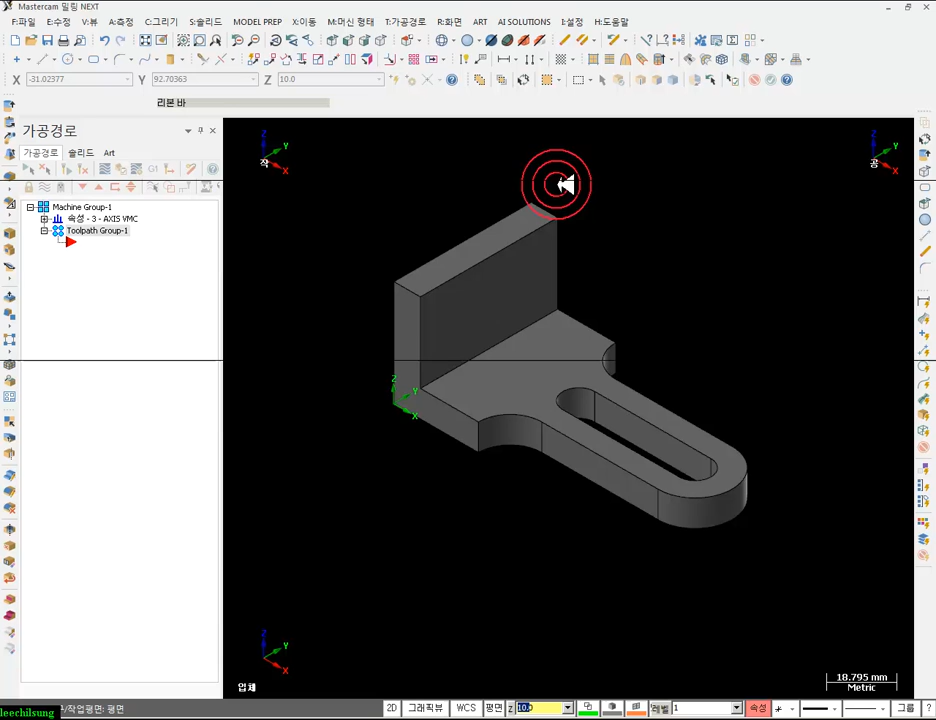 Mastercam 밀링 NEXT
F:파일 E:수정 V:뷰 A:측정 C:그리기 S:솔리드 MODEL PREP X:이동 M:머신 형태 T:가공경로 R:화면 ART AI SOLUTIONS I:설정 H:도움말
X -31.02377 Y 92.70363 Z 10.0
리본 바
가공경로
가공경로 솔리드 Art
G1
Machine Group-1
속성 - 3 - AXIS VMC
Toolpath Group-1
Z Y X 작
Z Y X 공
Z Y X
Z Y X
입체
18.795 mm
Metric
leechilsung
/작업평면: 평면 2D 그래픽뷰 WCS 평면 Z 10.0 레벨 1 속성 그룹 ?